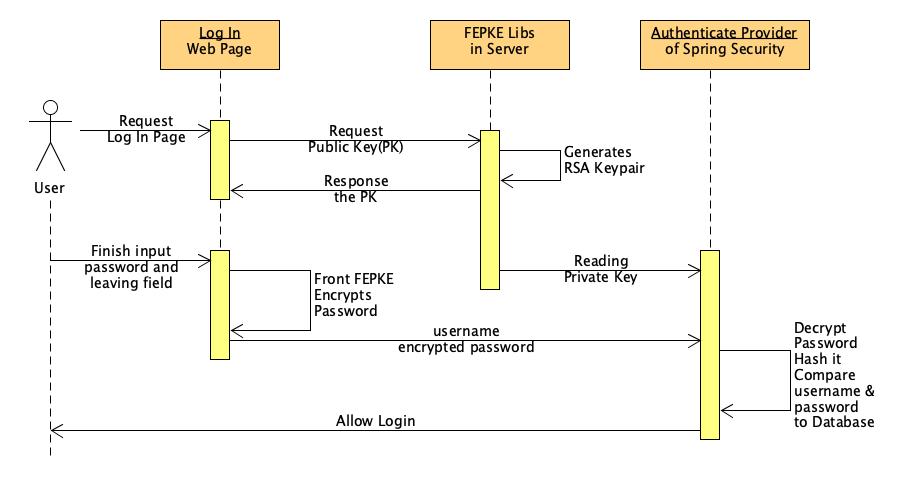 Log In
Web Page
FEPKE Libs
in Server
Authenticate Provider
of Spring Security
User
Request
Log In Page
Request
Public Key(PK)
Generates
RSA Keypair
Response
the PK
Finish input
password and
leaving field
Front FEPKE
Encrypts
Password
Reading
Private Key
username
encrypted password
Decrypt
Password
Hash it
Compare
username &
password
to Database
Allow Login